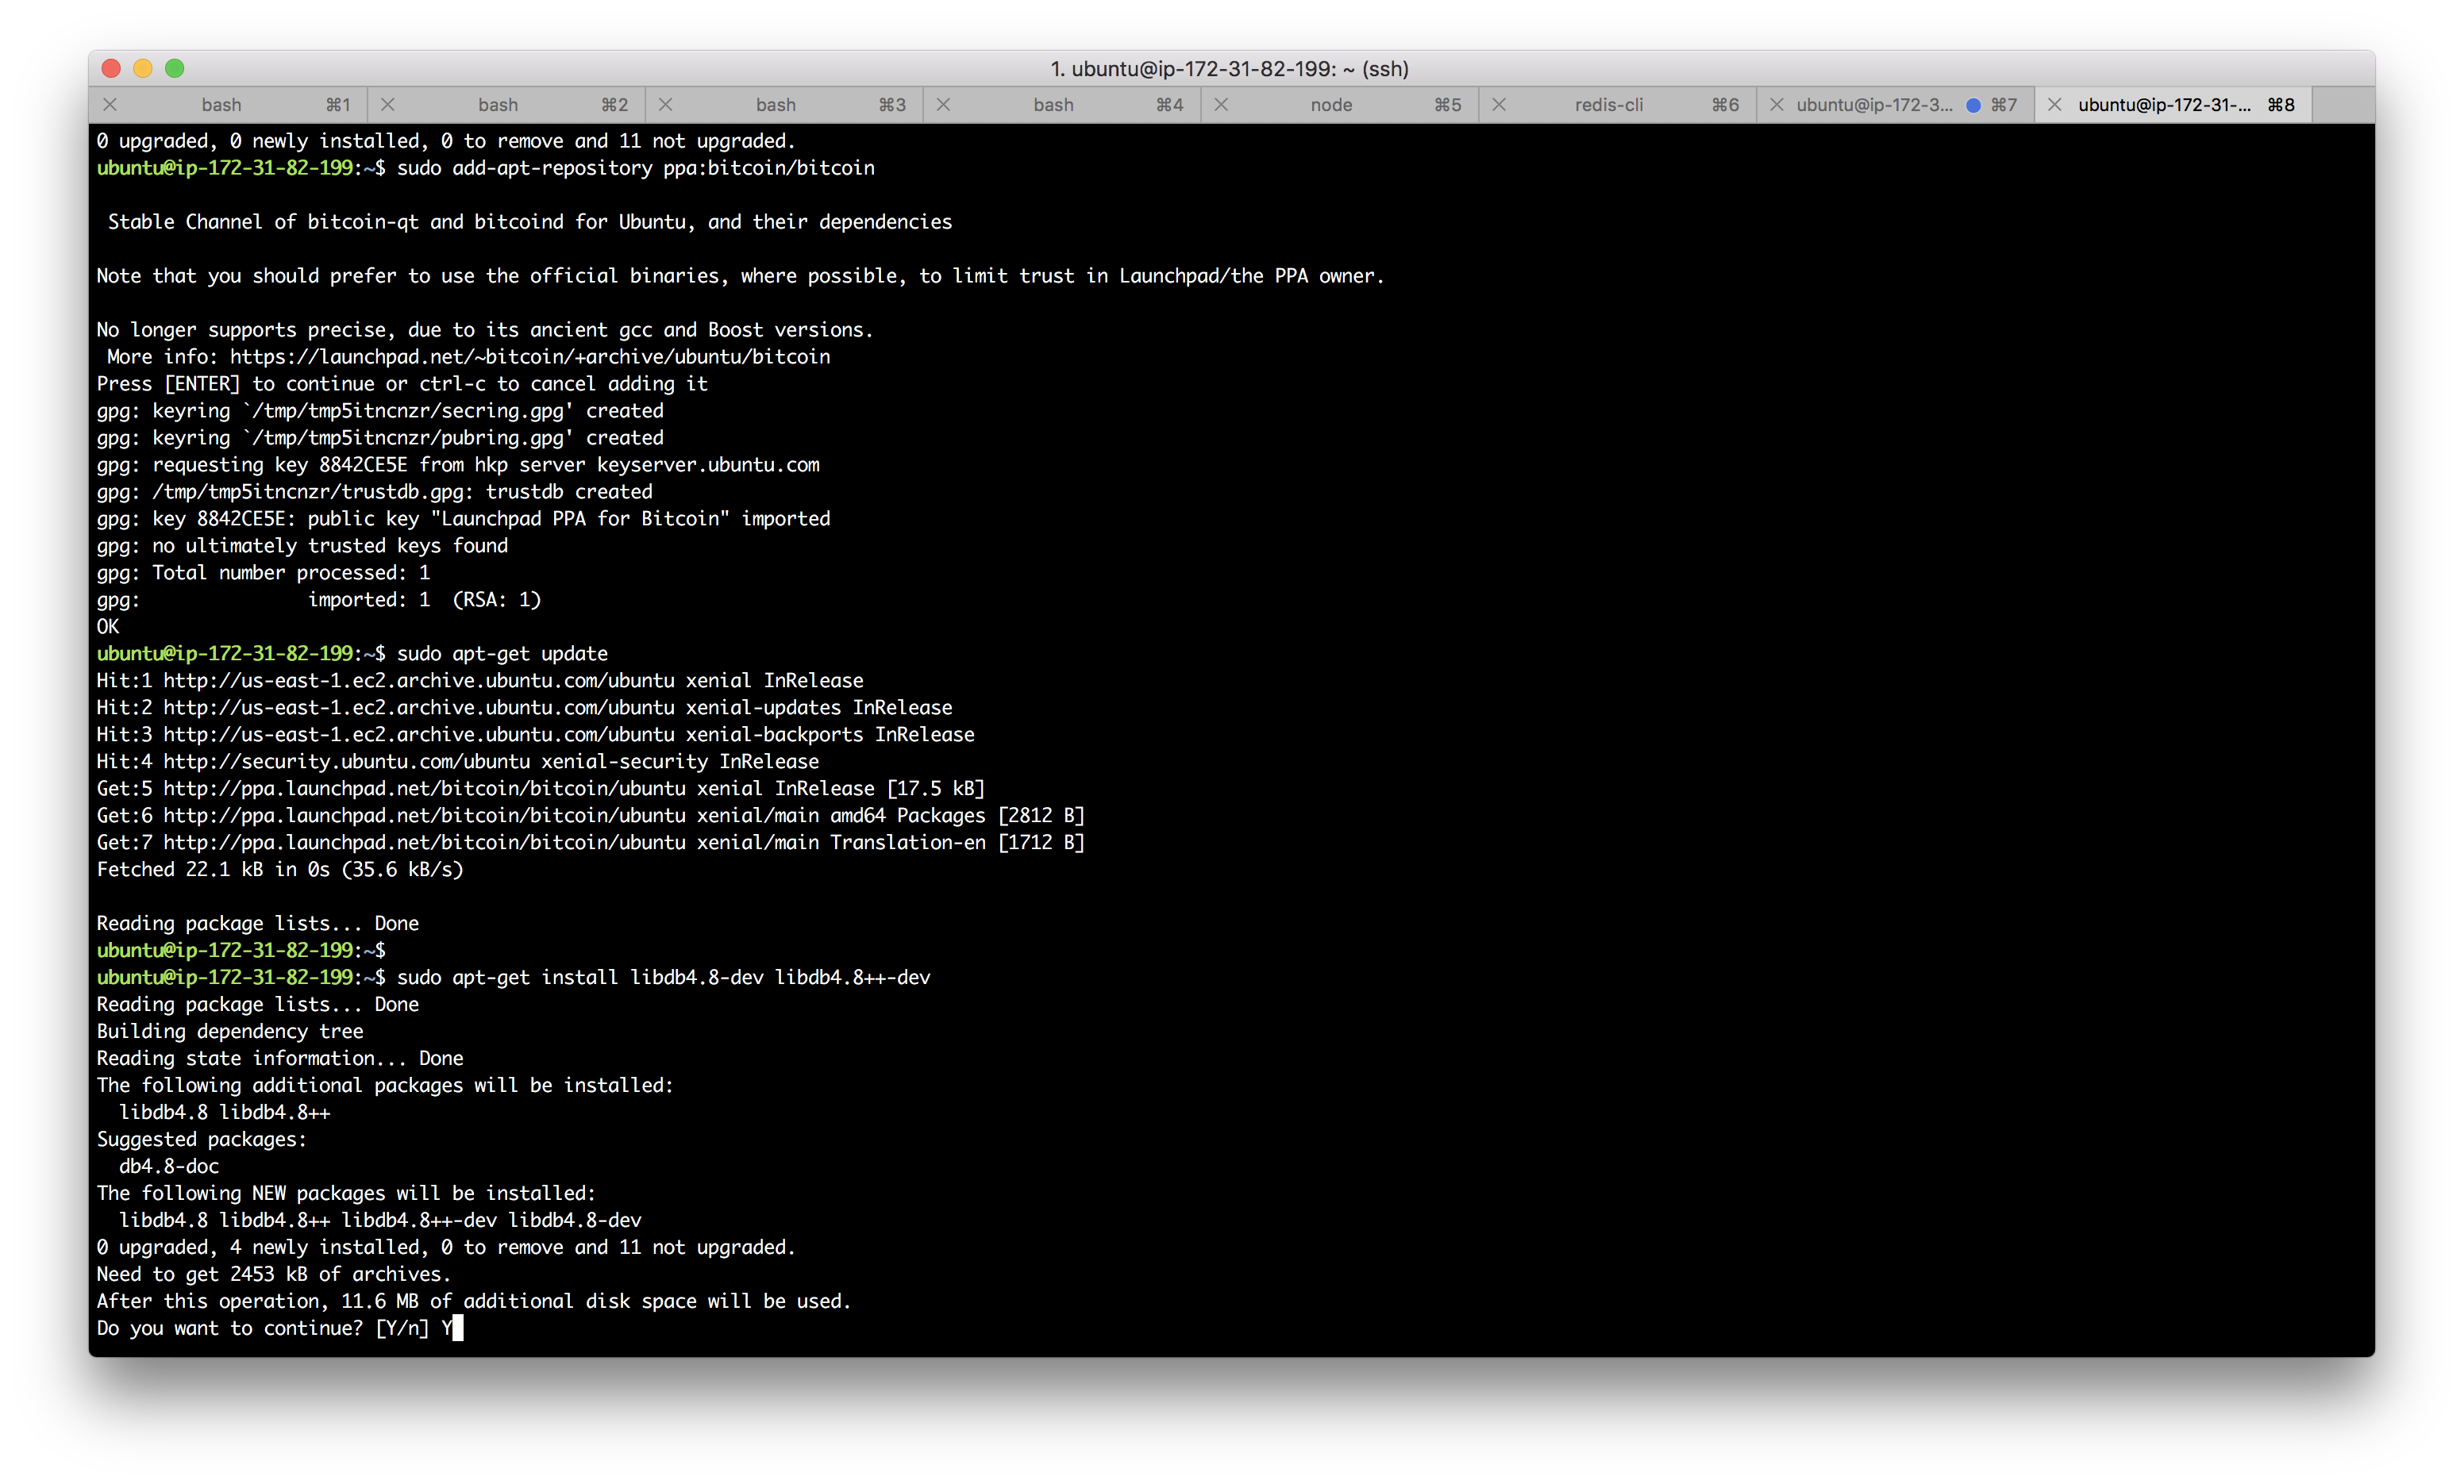 1. ubuntu@ip-172-31-82-199: ~ (ssh)
bash ⌘1 bash ⌘2 bash ⌘3 bash ⌘4 node ⌘5 redis-cli ⌘6 ubuntu@ip-172-3... ⌘7 ubuntu@ip-172-31-... ⌘8
0 upgraded, 0 newly installed, 0 to remove and 11 not upgraded.
ubuntu@ip-172-31-82-199:~$ sudo add-apt-repository ppa:bitcoin/bitcoin
Stable Channel of bitcoin-qt and bitcoind for Ubuntu, and their dependencies
Note that you should prefer to use the official binaries, where possible, to limit trust in Launchpad/the PPA owner.
No longer supports precise, due to its ancient gcc and Boost versions.
More info: https://launchpad.net/~bitcoin/+archive/ubuntu/bitcoin
Press [ENTER] to continue or ctrl-c to cancel adding it
gpg: keyring `/tmp/tmp5itncnzr/secring.gpg' created
gpg: keyring `/tmp/tmp5itncnzr/pubring.gpg' created
gpg: requesting key 8842CE5E from hkp server keyserver.ubuntu.com
gpg: /tmp/tmp5itncnzr/trustdb.gpg: trustdb created
gpg: key 8842CE5E: public key "Launchpad PPA for Bitcoin" imported
gpg: no ultimately trusted keys found
gpg: Total number processed: 1
gpg:               imported: 1  (RSA: 1)
OK
ubuntu@ip-172-31-82-199:~$ sudo apt-get update
Hit:1 http://us-east-1.ec2.archive.ubuntu.com/ubuntu xenial InRelease
Hit:2 http://us-east-1.ec2.archive.ubuntu.com/ubuntu xenial-updates InRelease
Hit:3 http://us-east-1.ec2.archive.ubuntu.com/ubuntu xenial-backports InRelease
Hit:4 http://security.ubuntu.com/ubuntu xenial-security InRelease
Get:5 http://ppa.launchpad.net/bitcoin/bitcoin/ubuntu xenial InRelease [17.5 kB]
Get:6 http://ppa.launchpad.net/bitcoin/bitcoin/ubuntu xenial/main amd64 Packages [2812 B]
Get:7 http://ppa.launchpad.net/bitcoin/bitcoin/ubuntu xenial/main Translation-en [1712 B]
Fetched 22.1 kB in 0s (35.6 kB/s)
Reading package lists... Done
ubuntu@ip-172-31-82-199:~$
ubuntu@ip-172-31-82-199:~$ sudo apt-get install libdb4.8-dev libdb4.8++-dev
Reading package lists... Done
Building dependency tree
Reading state information... Done
The following additional packages will be installed:
libdb4.8 libdb4.8++
Suggested packages:
db4.8-doc
The following NEW packages will be installed:
libdb4.8 libdb4.8++ libdb4.8++-dev libdb4.8-dev
0 upgraded, 4 newly installed, 0 to remove and 11 not upgraded.
Need to get 2453 kB of archives.
After this operation, 11.6 MB of additional disk space will be used.
Do you want to continue? [Y/n] Y